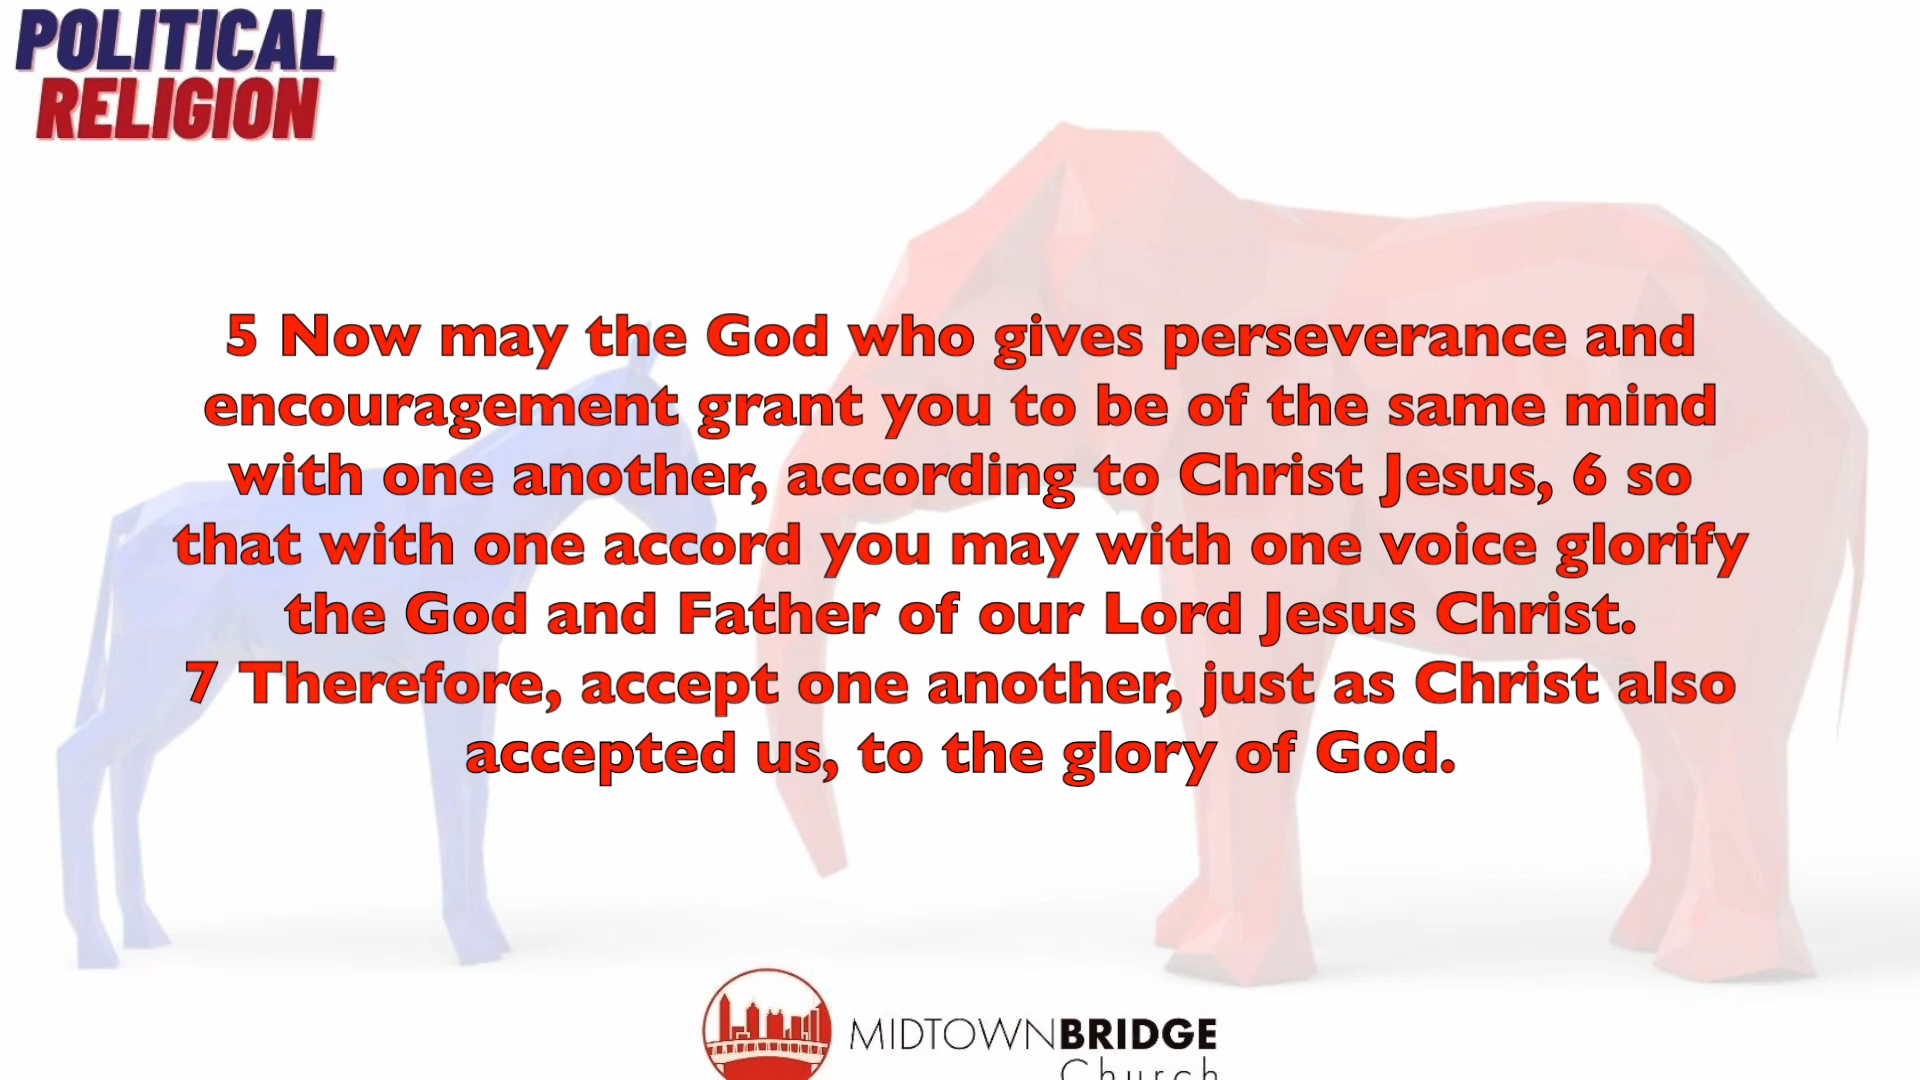 POLITICAL
RELIGION
5 Now may the God who gives perseverance and
encouragement grant you to be of the same mind
with one another, according to Christ Jesus, 6 so
that with one accord you may with one voice glorify
the God and Father of our Lord Jesus Christ.
7 Therefore, accept one another, just as Christ also
accepted us, to the glory of God.
MIDTOWNBRIDGE
Church